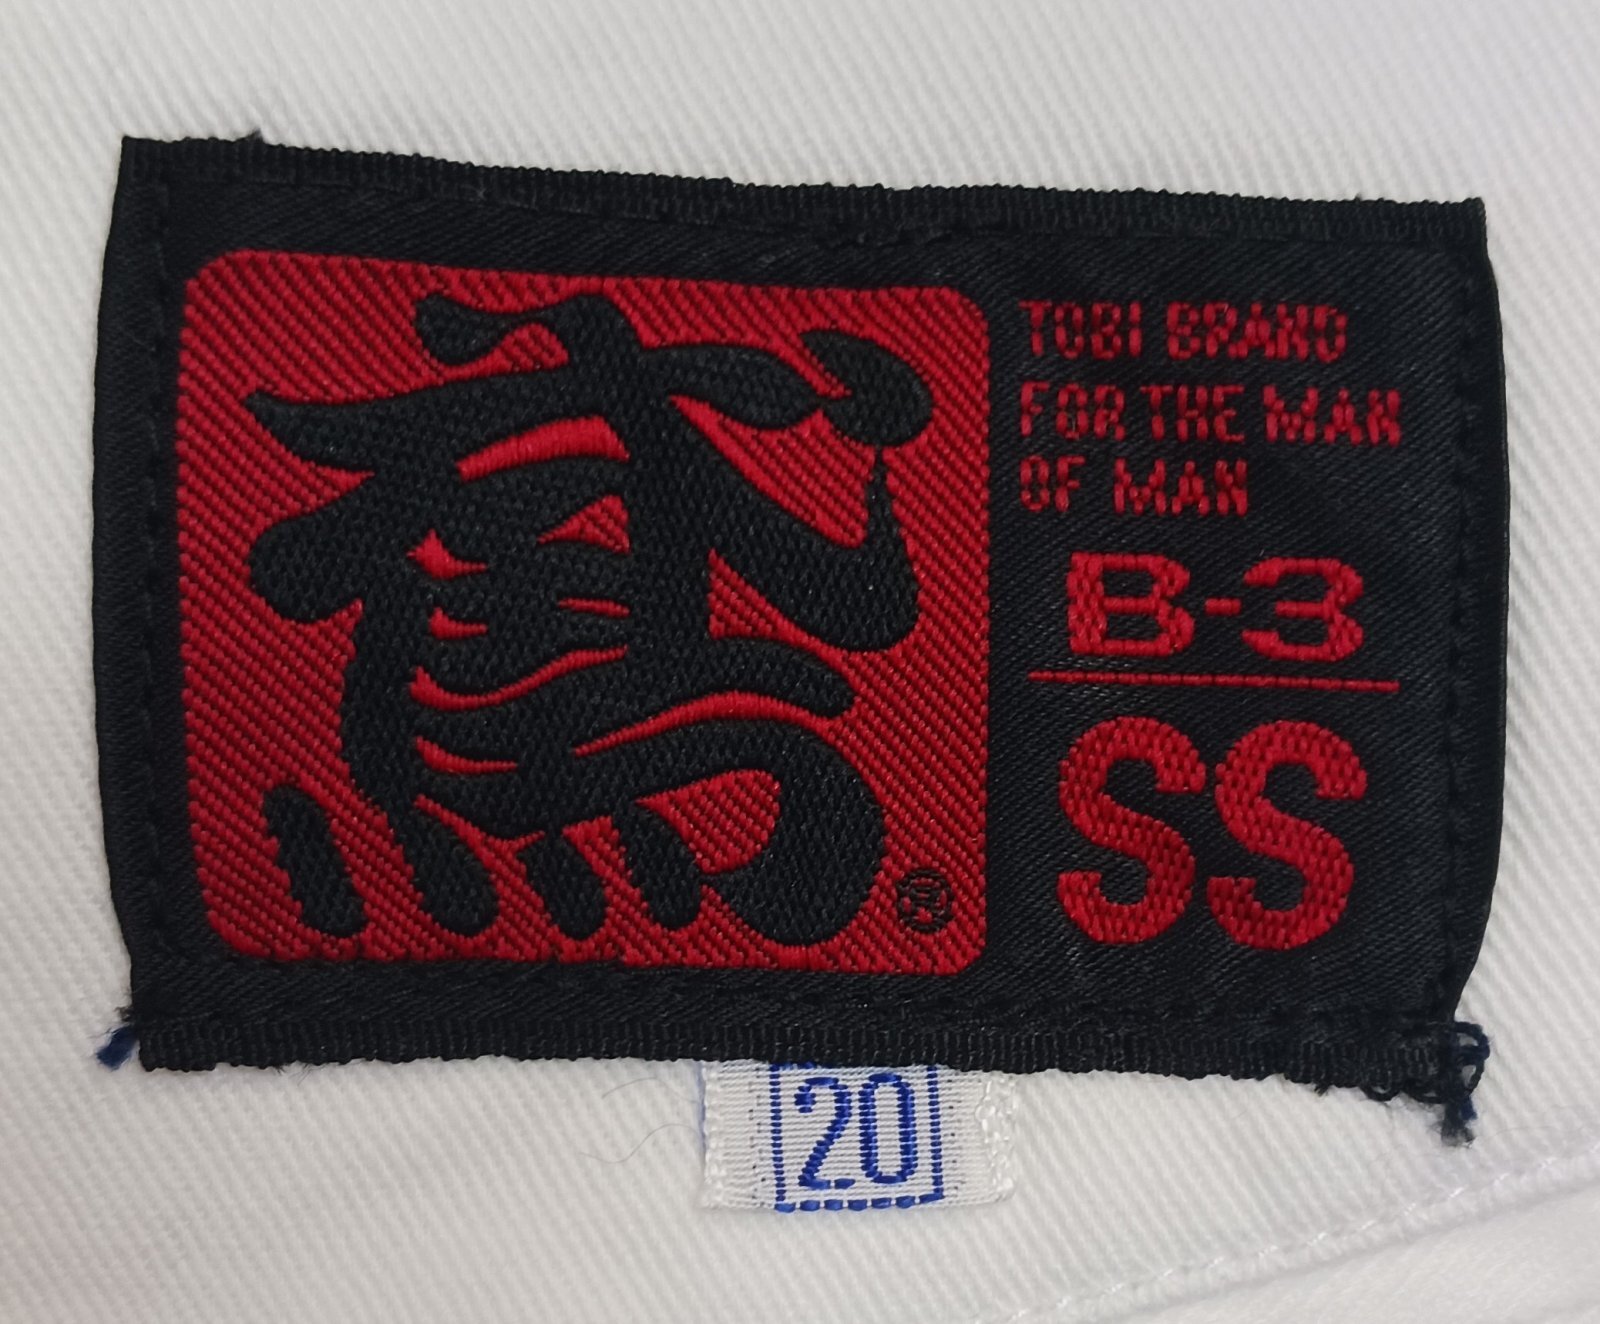 鳶
®
TOBI BRAND
FOR THE MAN
OF MAN
B-3
SS
20